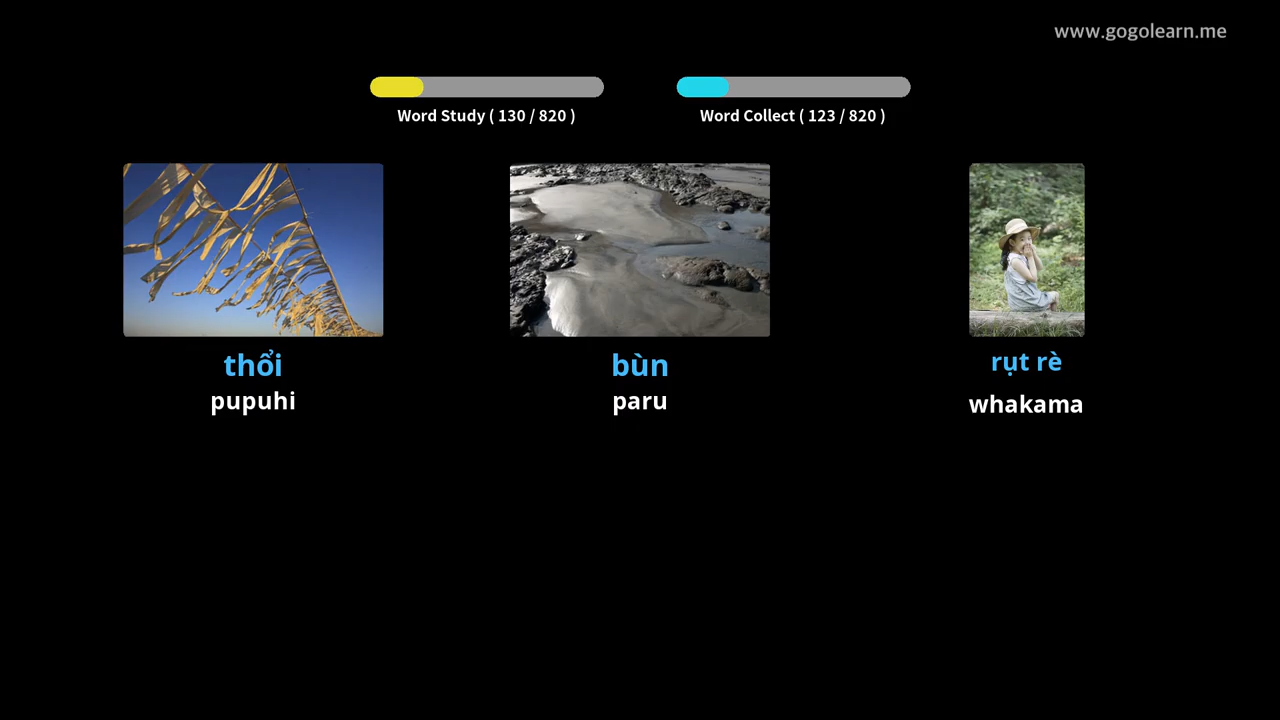 www.gogolearn.me
Word Study ( 130 / 820 )
Word Collect ( 123 / 820 )
thổi
pupuhi
bùn
paru
rụt rè
whakama